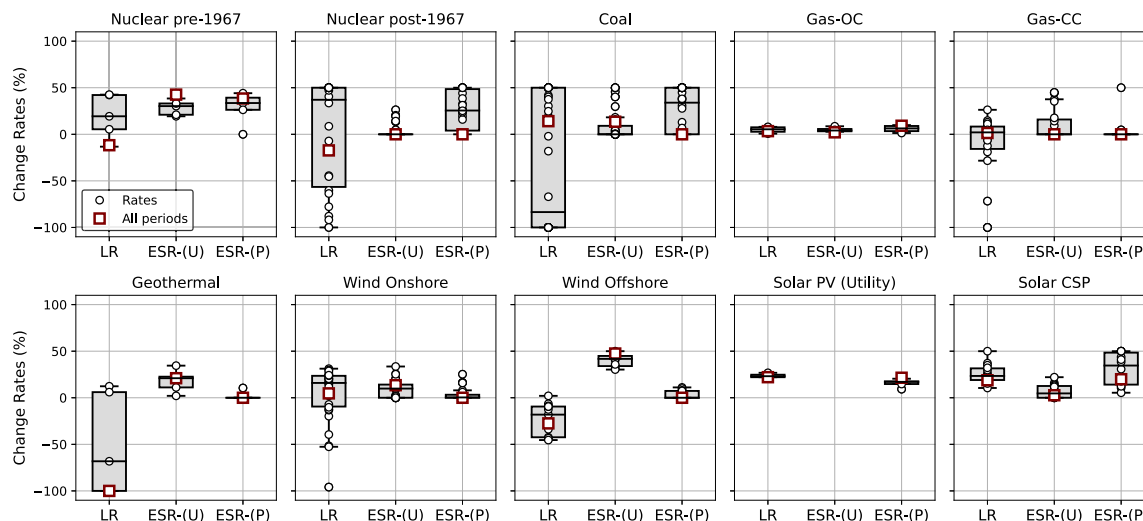 Nuclear pre-1967
Nuclear post-1967
Coal
Gas-OC
Gas-CC
Change Rates (%)
100
50
0
−50
−100
Rates
All periods
LR ESR-(U) ESR-(P)
LR ESR-(U) ESR-(P)
LR ESR-(U) ESR-(P)
LR ESR-(U) ESR-(P)
LR ESR-(U) ESR-(P)
Geothermal
Wind Onshore
Wind Offshore
Solar PV (Utility)
Solar CSP
Change Rates (%)
100
50
0
−50
−100
LR ESR-(U) ESR-(P)
LR ESR-(U) ESR-(P)
LR ESR-(U) ESR-(P)
LR ESR-(U) ESR-(P)
LR ESR-(U) ESR-(P)